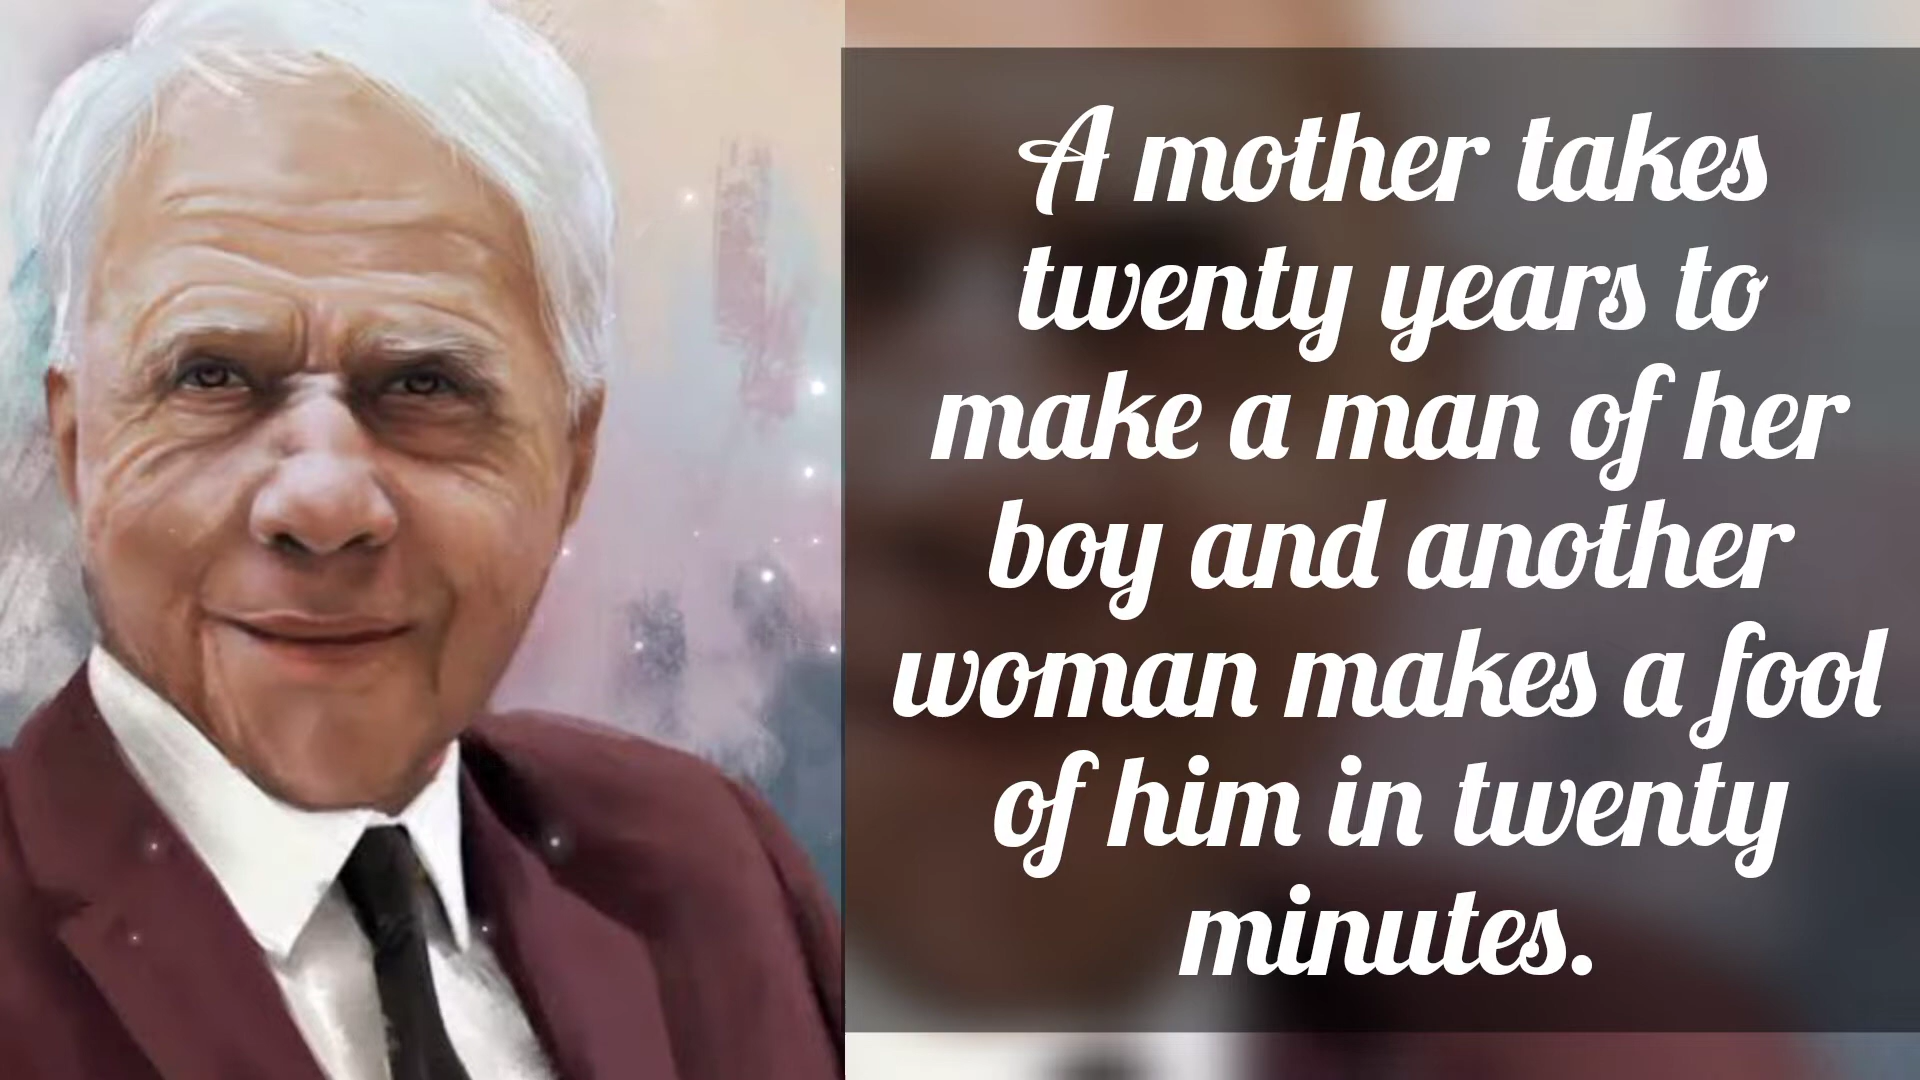 A mother takes
twenty years to
make a man of her
boy and another
woman makes a fool
of him in twenty
minutes.